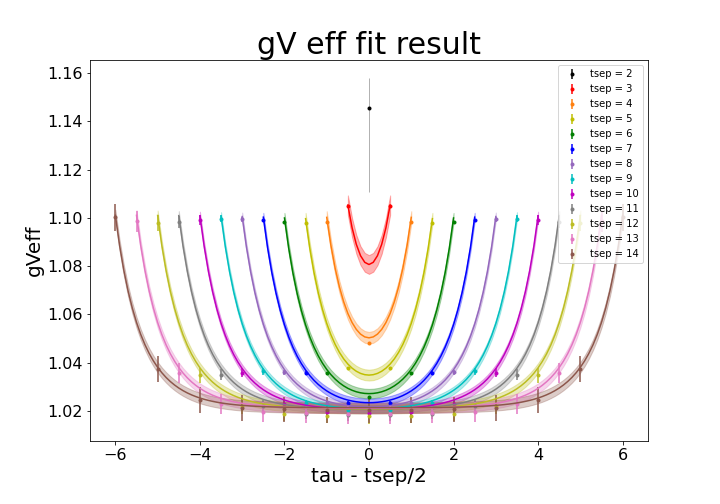 gV eff fit result
gVeff
1.16
1.14
1.12
1.10
1.08
1.06
1.04
1.02
−6
−4
−2
0
2
4
6
tau - tsep/2
tsep = 2
tsep = 3
tsep = 4
tsep = 5
tsep = 6
tsep = 7
tsep = 8
tsep = 9
tsep = 10
tsep = 11
tsep = 12
tsep = 13
tsep = 14